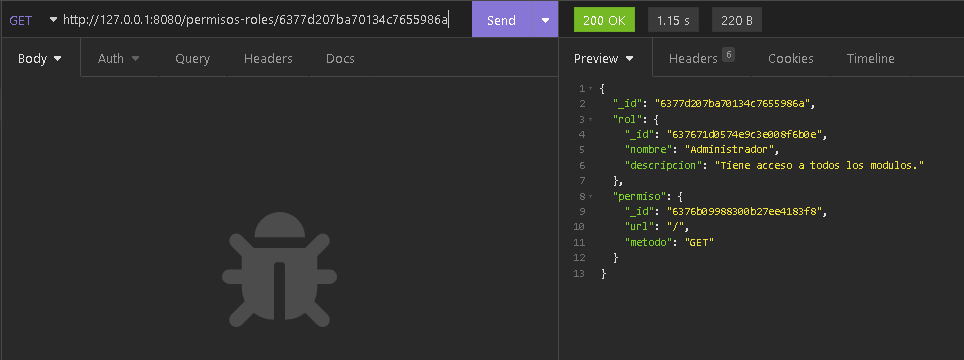 GET http://127.0.0.1:8080/permisos-roles/6377d207ba70134c7655986a Send 200 OK 1.15 s 220 B
Body Auth Query Headers Docs Preview Headers 6 Cookies Timeline
1 {
2 "_id": "6377d207ba70134c7655986a",
3 "rol": {
4 "_id": "637671d0574e9c3e008f6b0e",
5 "nombre": "Administrador",
6 "descripcion": "Tiene acceso a todos los modulos."
7 },
8 "permiso": {
9 "_id": "6376b09988300b27ee4183f8",
10 "url": "/",
11 "metodo": "GET"
12 }
13 }